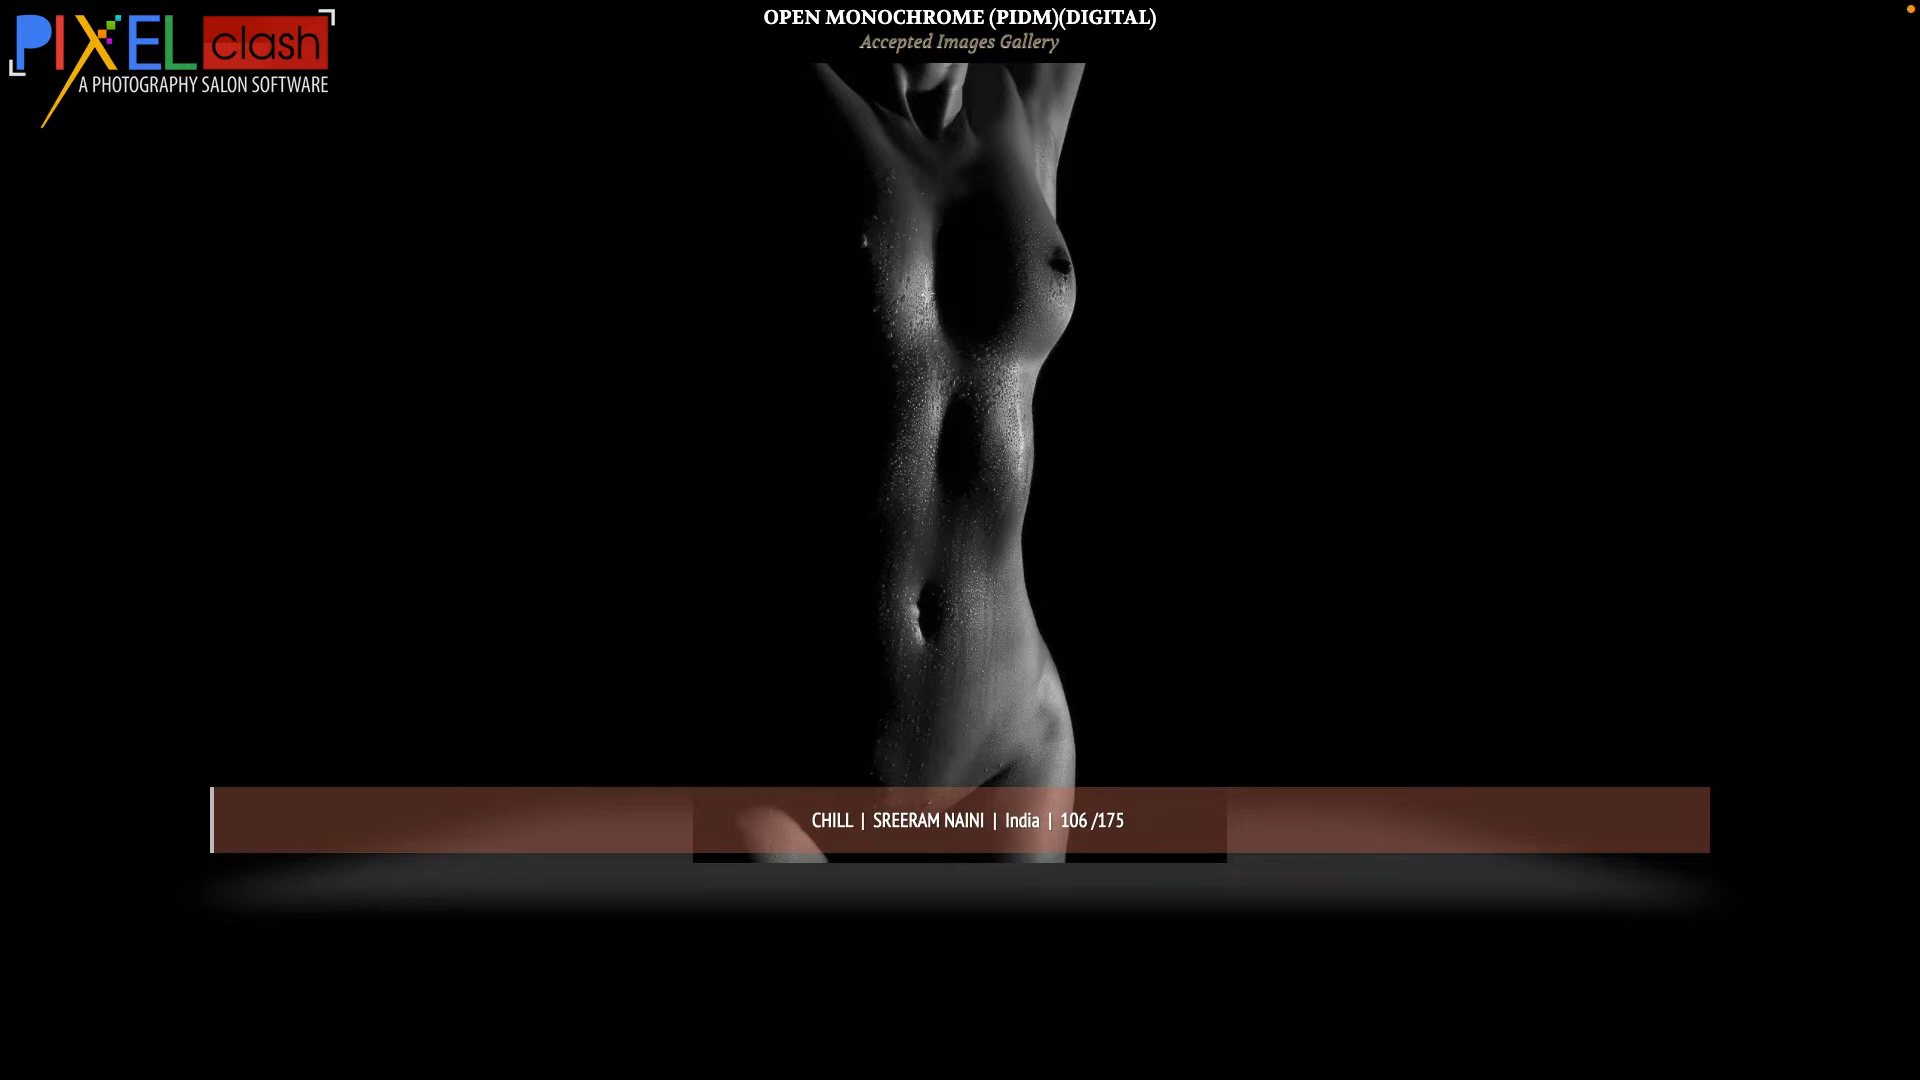 PIXEL clash
A PHOTOGRAPHY SALON SOFTWARE
OPEN MONOCHROME (PIDM)(DIGITAL)
Accepted Images Gallery
CHILL | SREERAM NAINI | India | 106 /175